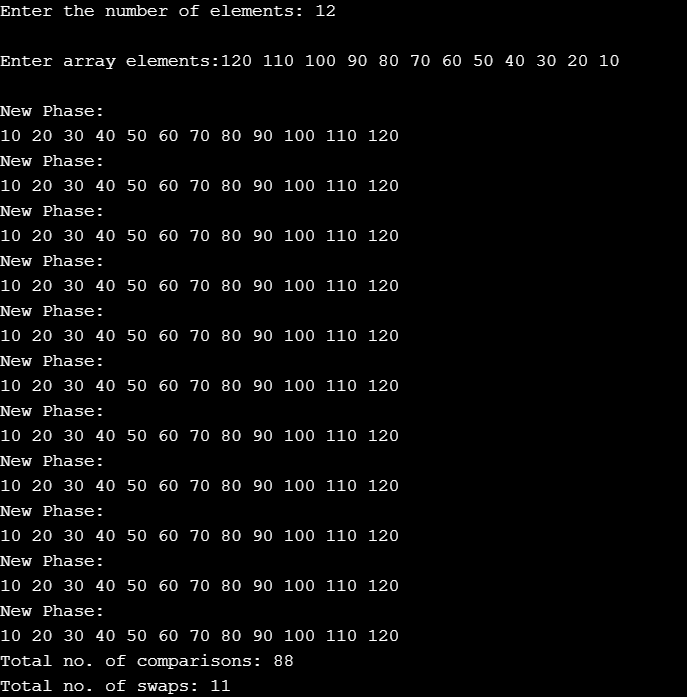 Enter the number of elements: 12
Enter array elements:120 110 100 90 80 70 60 50 40 30 20 10
New Phase:
10 20 30 40 50 60 70 80 90 100 110 120
New Phase:
10 20 30 40 50 60 70 80 90 100 110 120
New Phase:
10 20 30 40 50 60 70 80 90 100 110 120
New Phase:
10 20 30 40 50 60 70 80 90 100 110 120
New Phase:
10 20 30 40 50 60 70 80 90 100 110 120
New Phase:
10 20 30 40 50 60 70 80 90 100 110 120
New Phase:
10 20 30 40 50 60 70 80 90 100 110 120
New Phase:
10 20 30 40 50 60 70 80 90 100 110 120
New Phase:
10 20 30 40 50 60 70 80 90 100 110 120
New Phase:
10 20 30 40 50 60 70 80 90 100 110 120
New Phase:
10 20 30 40 50 60 70 80 90 100 110 120
Total no. of comparisons: 88
Total no. of swaps: 11